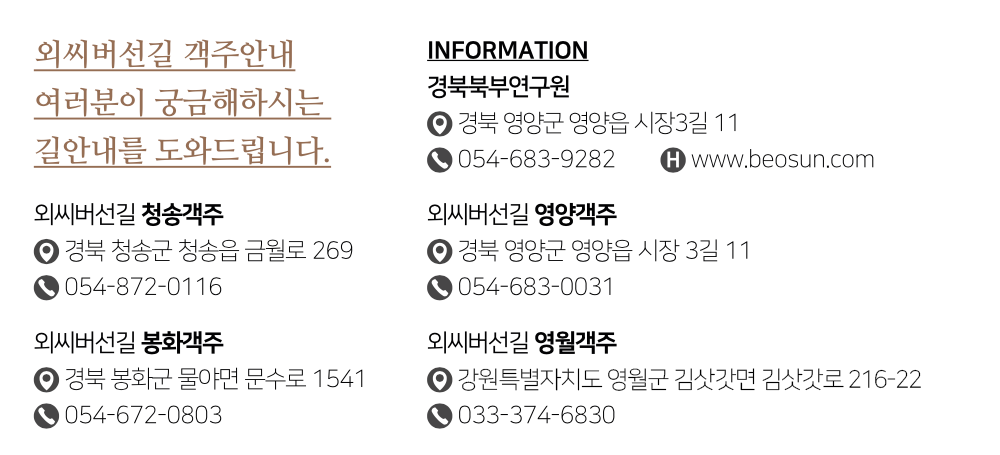 외씨버선길 객주안내
여러분이 궁금해하시는
길안내를 도와드립니다.
INFORMATION
경북북부연구원
경북 영양군 영양읍 시장3길 11
054-683-9282
H www.beosun.com
외씨버선길 청송객주
경북 청송군 청송읍 금월로 269
054-872-0116
외씨버선길 영양객주
경북 영양군 영양읍 시장 3길 11
054-683-0031
외씨버선길 봉화객주
경북 봉화군 물야면 문수로 1541
054-672-0803
외씨버선길 영월객주
강원특별자치도 영월군 김삿갓면 김삿갓로 216-22
033-374-6830